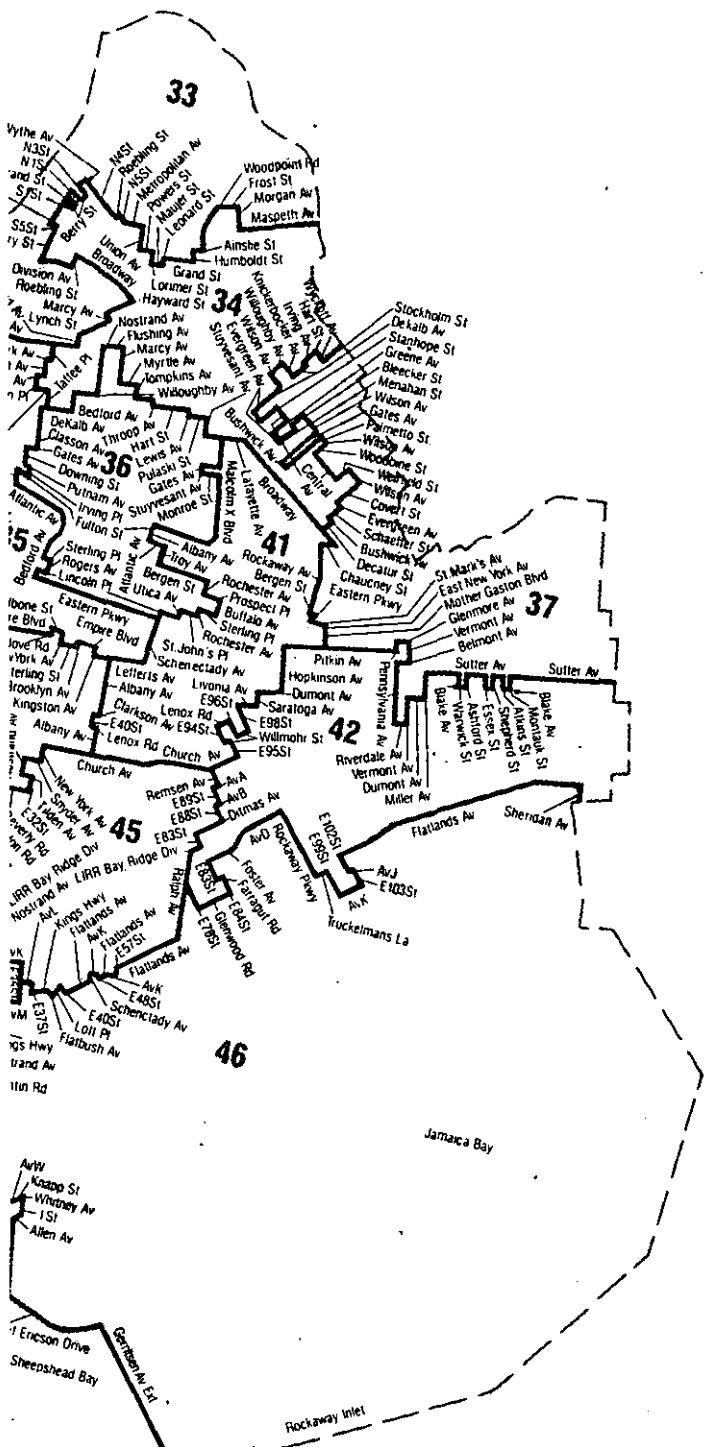 33
Wythe Av
N3St
N1St
S5St
Berry St
N4St
Roebling St
N5St
Metropolitan Av
Powers St
Maujer St
Leonard St
Woodpoint Rd
Frost St
Morgan Av
Maspeth Av
Union Av
Broadway
Ainslie St
Humboldt St
Grand St
Lorimer St
Hayward St
Division Av
Roebling St
Marcy Av
Lynch St
34
Taffee Pl
Nostrand Av
Flushing Av
Marcy Av
Myrtle Av
Tompkins Av
Willoughby Av
Stuyvesant Av
Evergreen Av
Wilson Av
Willoughby Av
Knickerbocker Av
Irving Av
Hart St
Wyckoff Av
Stockholm St
Dekalb Av
Stanhope St
Greene Av
Bleecker St
Menahan St
Wilson Av
Gates Av
Palmetto St
Wilson Av
Woodbine St
Weirfield St
Wilson Av
Covert St
Evergreen Av
Schaeffer St
Bushwick Av
Decatur St
Chauncey St
Eastern Pkwy
Bushwick Av
Broadway
Central Av
Bedford Av
DeKalb Av
Classon Av
Gates Av
Downing St
Putnam Av
Irving Pl
Fulton St
36
Throop Av
Hart St
Lewis Av
Pulaski St
Gates Av
Stuyvesant Av
Monroe St
Malcolm X Blvd
Lafayette Av
Atlantic Av
Bedford Av
35
Sterling Pl
Rogers Av
Lincoln Pl
Eastern Pkwy
Empire Blvd
Atlantic Av
Albany Av
Troy Av
Bergen St
Utica Av
Rochester Av
Prospect Pl
Buffalo Av
Sterling Pl
Rochester Av
St.John's Pl
Schenectady Av
41
Rockaway Av
Bergen St
St.Mark's Av
East New York Av
Mother Gaston Blvd
Glenmore Av
Vermont Av
Belmont Av
37
Pitkin Av
Hopkinson Av
Dumont Av
Saratoga Av
Pennsylvania Av
Sutter Av
Sutter Av
Blake Av
Warwick St
Ashford St
Essex St
Shepherd St
Atkins St
Montauk St
Blake Av
Riverdale Av
Vermont Av
Dumont Av
Miller Av
42
Livonia Av
E96St
Lenox Rd
E94St
E98St
Willmohr St
E95St
Lefferts Av
Albany Av
Clarkson Av
E40St
Lenox Rd
Church Av
Sterling St
Brooklyn Av
Kingston Av
Albany Av
Church Av
New York Av
Snyder Av
Tilden Av
E32St
45
Remsen Av
AvA
E89St
AvB
E88St
Ditmas Av
E83St
LIRR Bay Ridge Div
LIRR Bay Ridge Div
Nostrand Av
AvI
Kings Hwy
Flatlands Av
AvK
Flatlands Av
E57St
Flatlands Av
AvK
E48St
Schenctady Av
E40St
Lott Pl
Flatbush Av
E37St
Ralph Av
E83St
E78St
Glenwood Rd
E84St
Farragut Rd
Foster Av
AvD
Rockaway Pkwy
E99St
E102St
AvJ
E103St
AvK
Truckelmans La
Flatlands Av
Sheridan Av
46
Jamaica Bay
AvW
Knapp St
Whitney Av
Allen Av
Ericson Drive
Sheepshead Bay
Gerritsen Av Ext
Rockaway Inlet